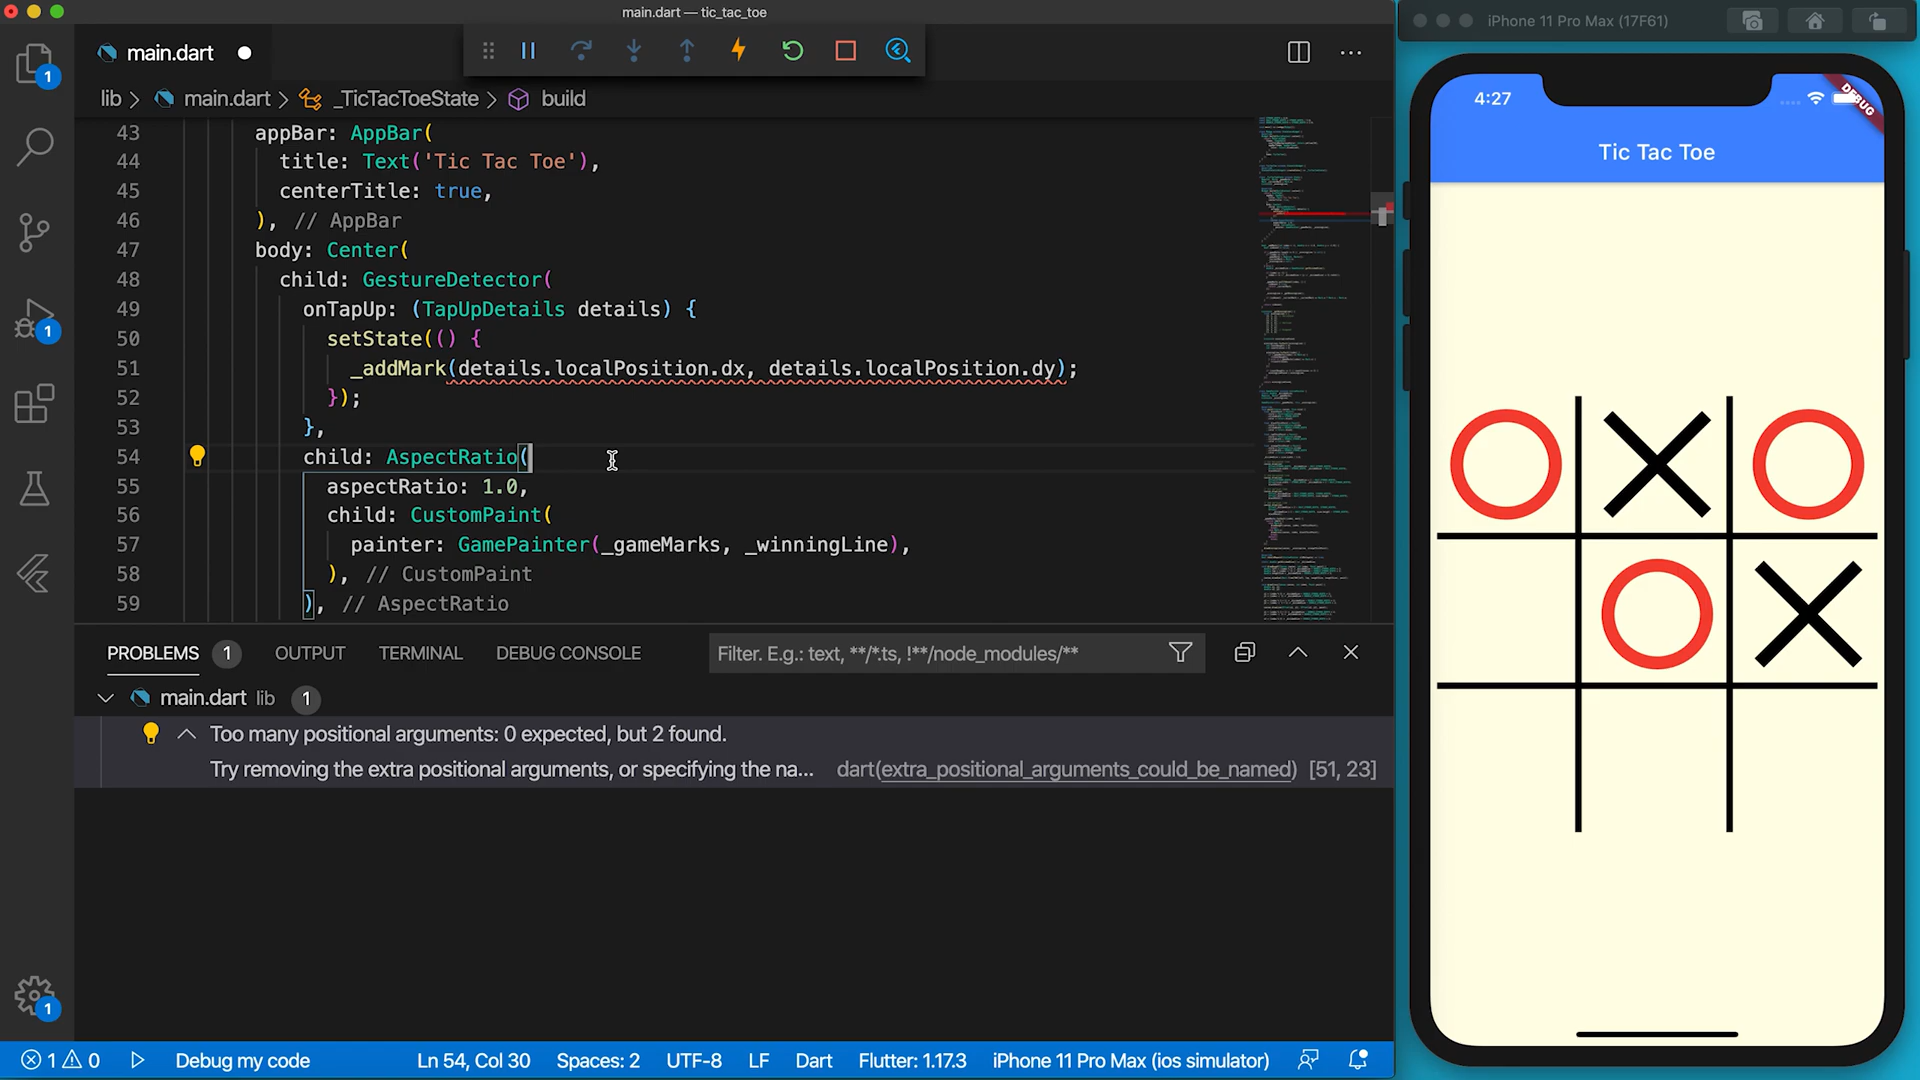 main.dart — tic_tac_toe
iPhone 11 Pro Max (17F61)
main.dart
lib > main.dart > _TicTacToeState > build
43 appBar: AppBar(
44 title: Text('Tic Tac Toe'),
45 centerTitle: true,
46 ), // AppBar
47 body: Center(
48 child: GestureDetector(
49 onTapUp: (TapUpDetails details) {
50 setState(() {
51 _addMark(details.localPosition.dx, details.localPosition.dy);
52 });
53 },
54 child: AspectRatio(
55 aspectRatio: 1.0,
56 child: CustomPaint(
57 painter: GamePainter(_gameMarks, _winningLine),
58 ), // CustomPaint
59 ), // AspectRatio
PROBLEMS 1 OUTPUT TERMINAL DEBUG CONSOLE Filter. E.g.: text, **/*.ts, !**/node_modules/**
main.dart lib 1
Too many positional arguments: 0 expected, but 2 found.
Try removing the extra positional arguments, or specifying the na... dart(extra_positional_arguments_could_be_named) [51, 23]
1
1
1
1 0 Debug my code Ln 54, Col 30 Spaces: 2 UTF-8 LF Dart Flutter: 1.17.3 iPhone 11 Pro Max (ios simulator)
4:27
DEBUG
Tic Tac Toe